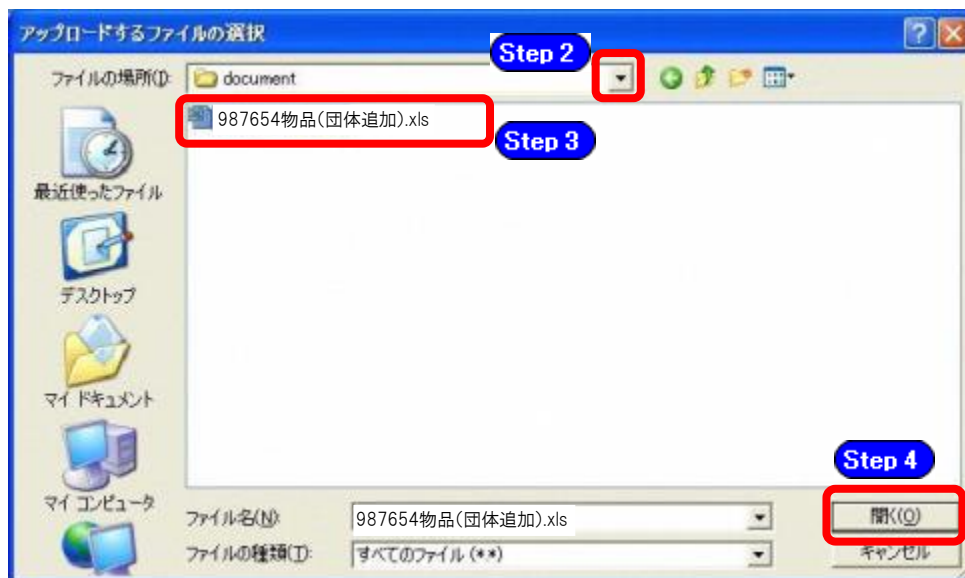 アップロードするファイルの選択
Step 2
ファイルの場所(I):
document
987654物品(団体追加).xls
Step 3
最近使ったファイル
デスクトップ
マイ ドキュメント
Step 4
マイ コンピュータ
ファイル名(N):
987654物品(団体追加).xls
開く(O)
ファイルの種類(T):
すべてのファイル (*.*)
キャンセル